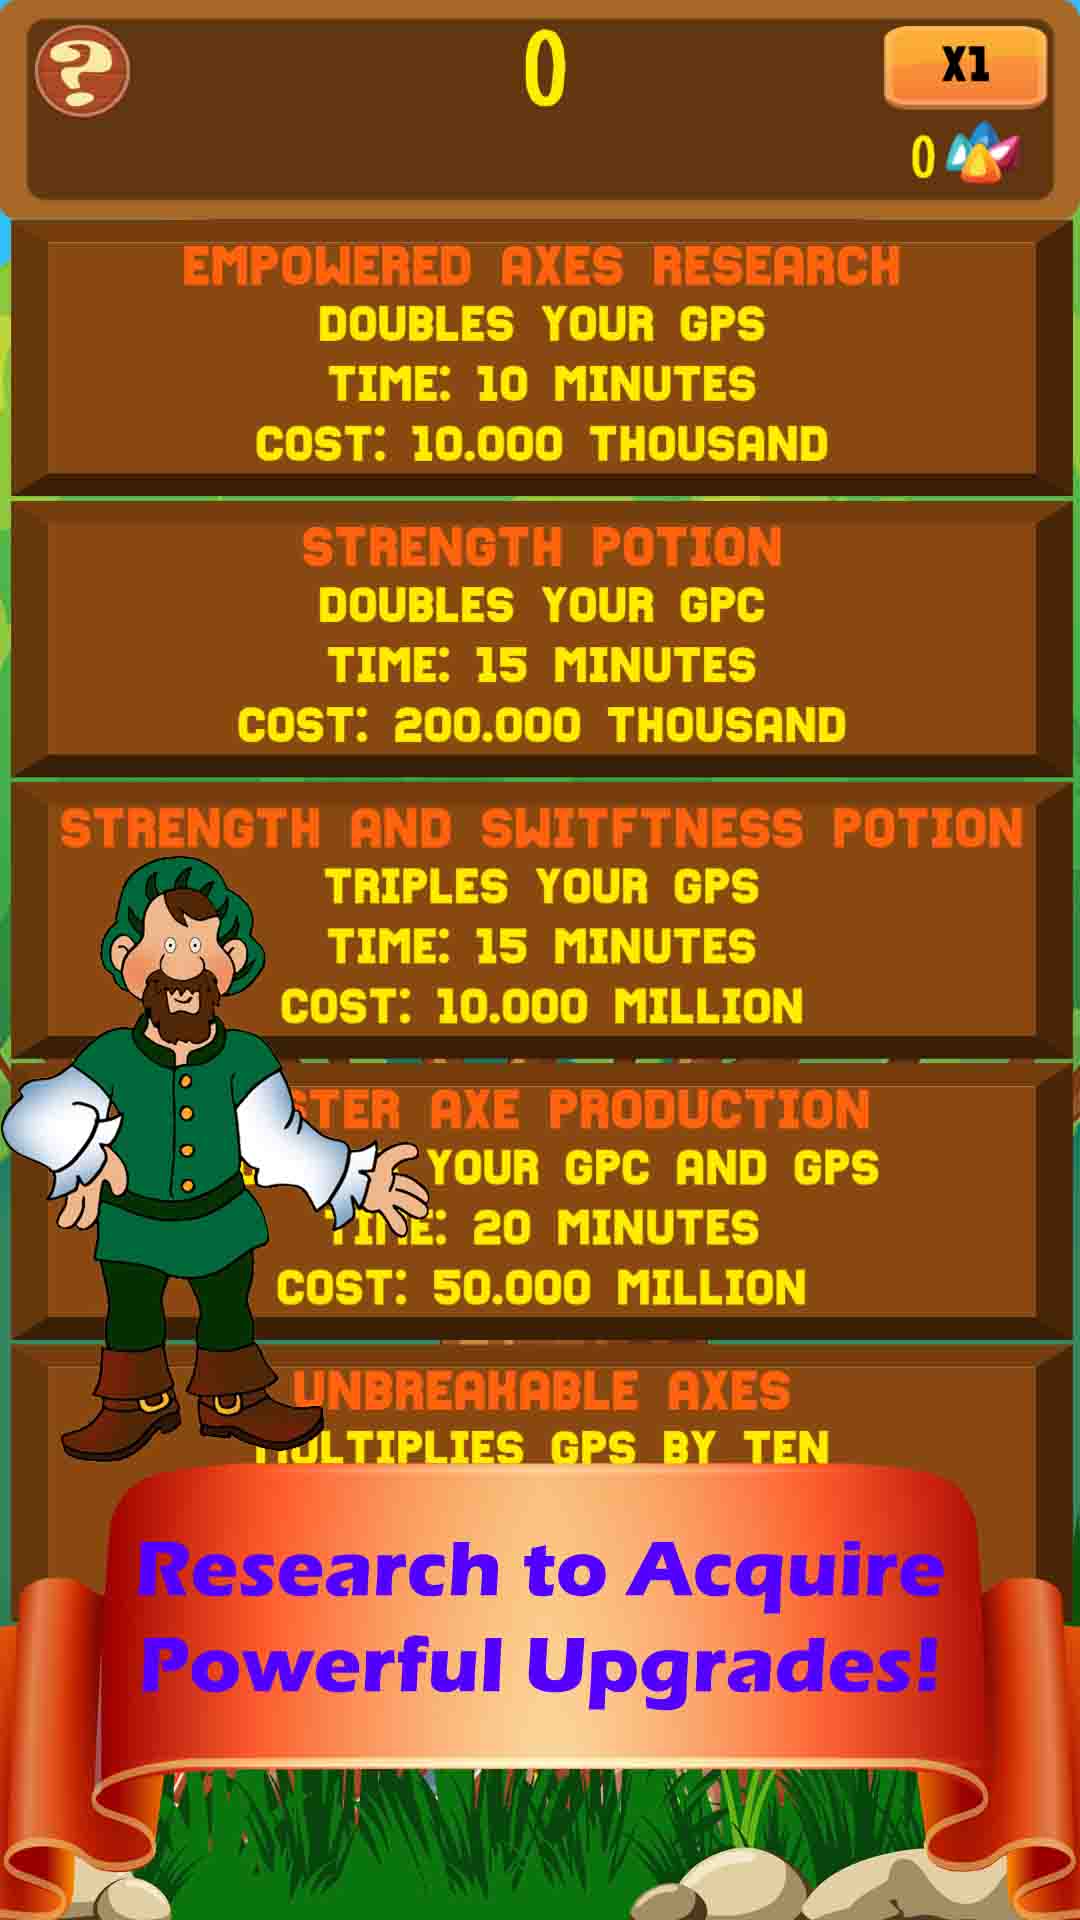 ?
0
X1
0
EMPOWERED AXES RESEARCH
DOUBLES YOUR GPS
TIME: 10 MINUTES
COST: 10.000 THOUSAND
STRENGTH POTION
DOUBLES YOUR GPC
TIME: 15 MINUTES
COST: 200.000 THOUSAND
STRENGTH AND SWITFTNESS POTION
TRIPLES YOUR GPS
TIME: 15 MINUTES
COST: 10.000 MILLION
AXE PRODUCTION
YOUR GPC AND GPS
TIME: 20 MINUTES
COST: 50.000 MILLION
UNBREAKABLE AXES
MULTIPLIES GPS BY TEN
Research to Acquire
Powerful Upgrades!